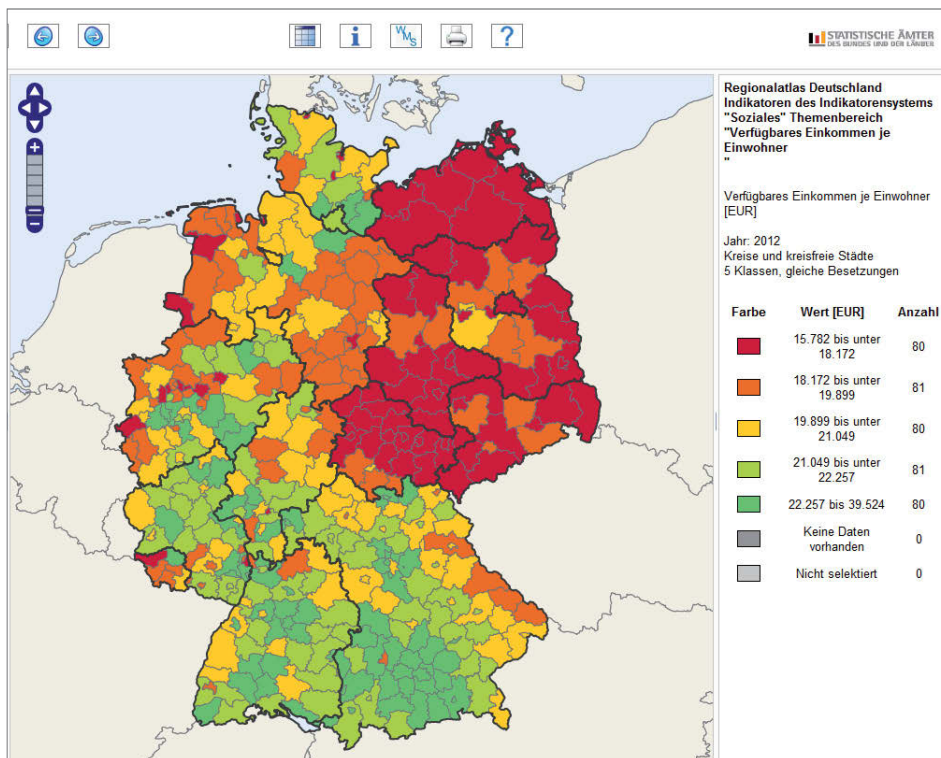 WMS
i
?
STATISTISCHE ÄMTER
DES BUNDES UND DER LÄNDER
Regionalatlas Deutschland
Indikatoren des Indikatorensystems
"Soziales" Themenbereich
"Verfügbares Einkommen je
Einwohner
"
Verfügbares Einkommen je Einwohner
[EUR]
Jahr: 2012
Kreise und kreisfreie Städte
5 Klassen, gleiche Besetzungen
Farbe Wert [EUR] Anzahl
15.782 bis unter
18.172 80
18.172 bis unter
19.899 81
19.899 bis unter
21.049 80
21.049 bis unter
22.257 81
22.257 bis 39.524 80
Keine Daten
vorhanden 0
Nicht selektiert 0